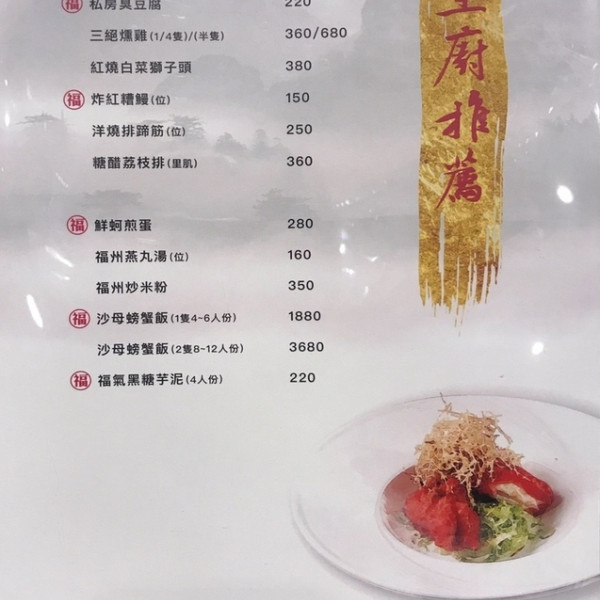 福 私房臭豆腐 220
三絕燻雞(1/4隻)/(半隻) 360/680
紅燒白菜獅子頭 380
福 炸紅糟鰻(位) 150
洋燒排蹄筋(位) 250
糖醋荔枝排(里肌) 360
福 鮮蚵煎蛋 280
福州燕丸湯(位) 160
福州炒米粉 350
福 沙母螃蟹飯(1隻4~6人份) 1880
沙母螃蟹飯(2隻8~12人份) 3680
福 福氣黑糖芋泥(4人份) 220
廚推薦